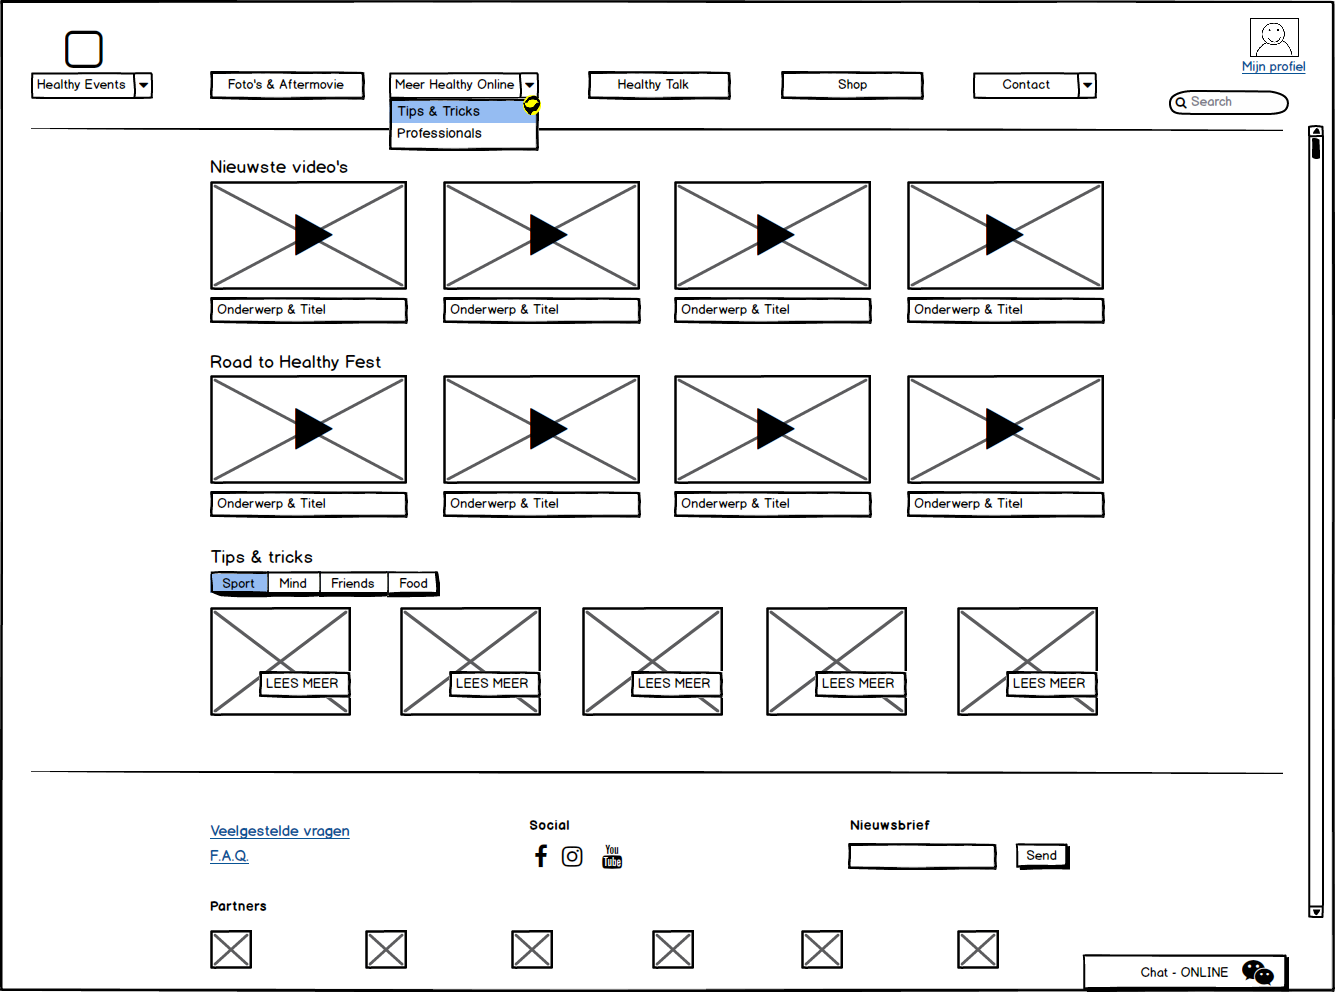 Mijn profiel
Healthy Events
Foto's & Aftermovie
Meer Healthy Online
Healthy Talk
Shop
Contact
Search
Tips & Tricks
Professionals
Nieuwste video's
Onderwerp & Titel
Onderwerp & Titel
Onderwerp & Titel
Onderwerp & Titel
Road to Healthy Fest
Onderwerp & Titel
Onderwerp & Titel
Onderwerp & Titel
Onderwerp & Titel
Tips & tricks
Sport
Mind
Friends
Food
LEES MEER
LEES MEER
LEES MEER
LEES MEER
LEES MEER
Veelgestelde vragen
F.A.Q.
Social
You
Tube
Nieuwsbrief
Send
Partners
Chat - ONLINE